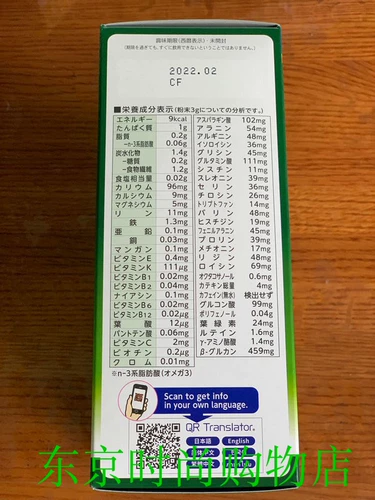 賞味期限(西暦表示)・未開封
(期限を過ぎても、すぐに飲用できないということではありません。)
2022.02
CF
■栄養成分表示(粉末3gについての分析です。)
エネルギー 9kcal
たんぱく質 1g
脂質 0.2g
-n-3系脂肪酸 0.06g
炭水化物 1.4g
-糖質 0.2g
-食物繊維 1.2g
食塩相当量 0.02g
カリウム 96mg
カルシウム 9mg
マグネシウム 5mg
リン 11mg
鉄 1.3mg
亜鉛 0.1mg
銅 0.03mg
マンガン 0.1mg
ビタミンE 0.4mg
ビタミンK 111μg
ビタミンB1 0.02mg
ビタミンB2 0.04mg
ナイアシン 0.1mg
ビタミンB6 0.02mg
ビタミンB12 0.02μg
葉酸 12μg
パントテン酸 0.06mg
ビタミンC 2mg
ビオチン 0.2μg
クロム 0.01mg
アスパラギン酸 102mg
アラニン 54mg
アルギニン 48mg
イソロイシン 36mg
グリシン 45mg
グルタミン酸 111mg
シスチン 11mg
スレオニン 39mg
セリン 36mg
チロシン 26mg
トリプトファン 14mg
バリン 48mg
ヒスチジン 19mg
フェニルアラニン 45mg
プロリン 39mg
メチオニン 17mg
リジン 48mg
ロイシン 69mg
オクタコサノール 0.6mg
カテキン総量 4mg
カフェイン(無水) 検出せず
グルコン酸 99mg
ポリフェノール 0.04g
葉緑素 24mg
γ-アミノ酪酸 1.4mg
β-グルカン 459mg
※n-3系脂肪酸(オメガ3)
Scan to get info
in your own language.
QR Translator®
日本語 English
东京时尚购物店